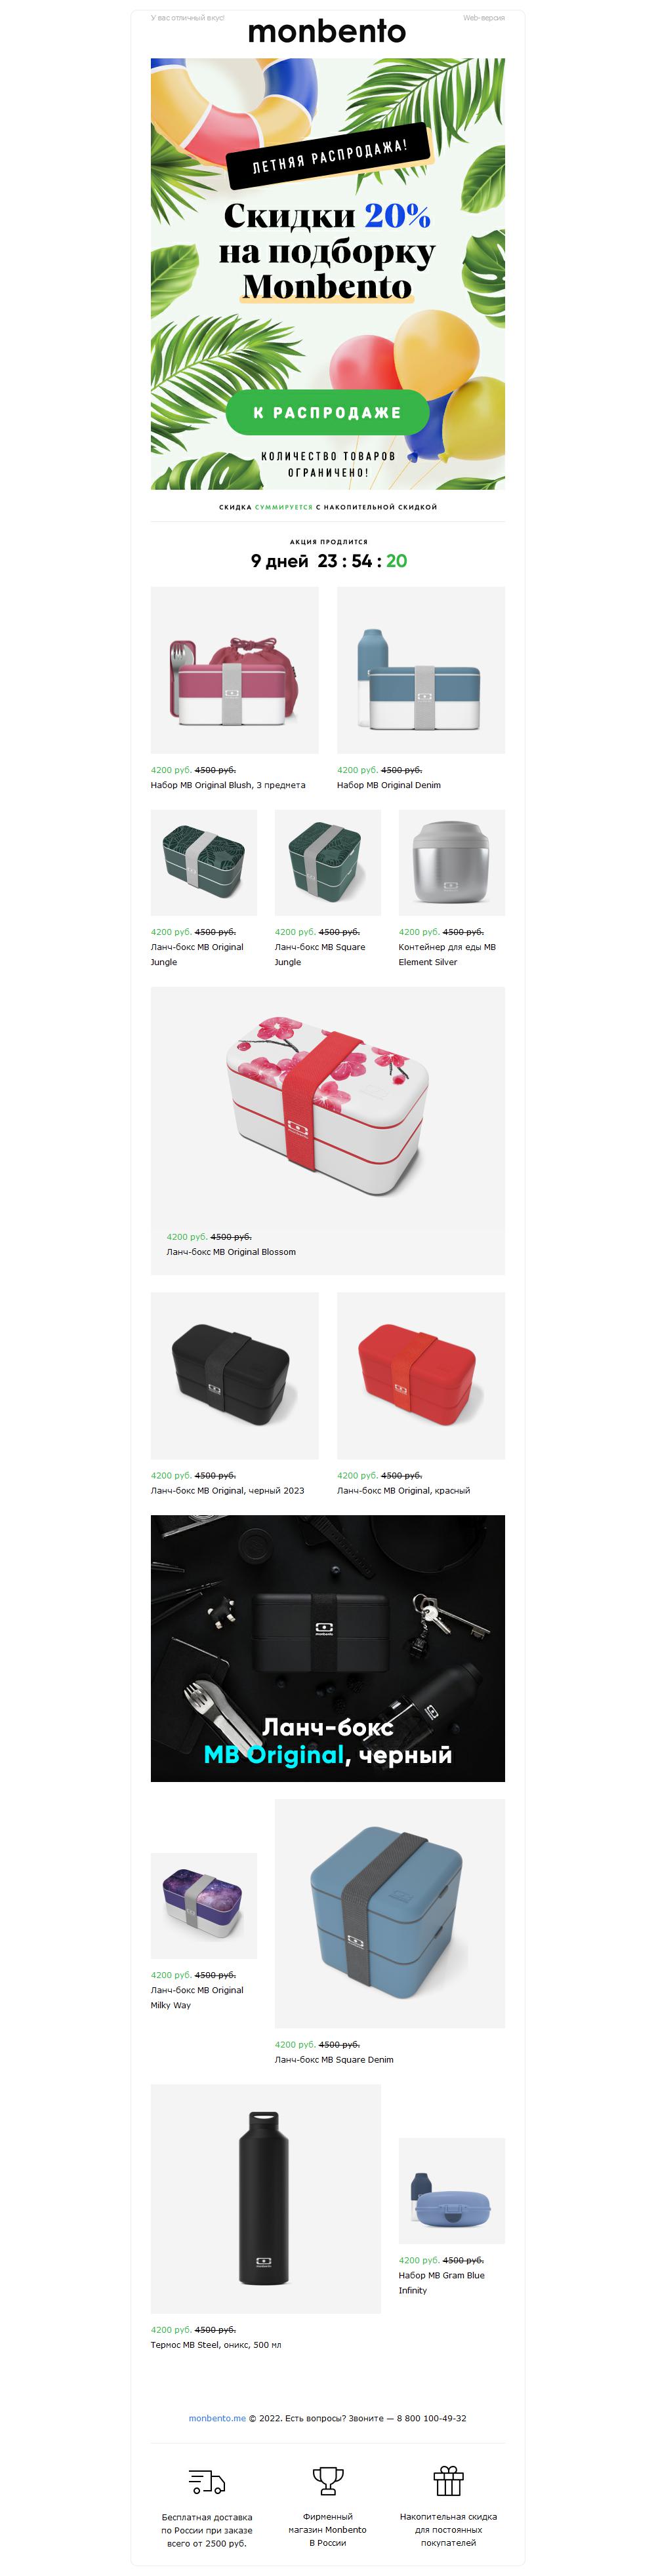 У вас отличный вкус!
Web-версия
monbento
ЛЕТНЯЯ РАСПРОДАЖА!
Скидки 20%
на подборку
Monbento
К РАСПРОДАЖЕ
КОЛИЧЕСТВО ТОВАРОВ
ОГРАНИЧЕНО!
СКИДКА СУММИРУЕТСЯ С НАКОПИТЕЛЬНОЙ СКИДКОЙ
АКЦИЯ ПРОДЛИТСЯ
9 дней 23 : 54 : 20
4200 руб. 4500 руб.
Набор MB Original Blush, 3 предмета
4200 руб. 4500 руб.
Набор MB Original Denim
4200 руб. 4500 руб.
Ланч-бокс MB Original
Jungle
4200 руб. 4500 руб.
Ланч-бокс MB Square
Jungle
4200 руб. 4500 руб.
Контейнер для еды MB
Element Silver
4200 руб. 4500 руб.
Ланч-бокс MB Original Blossom
4200 руб. 4500 руб.
Ланч-бокс MB Original, черный 2023
4200 руб. 4500 руб.
Ланч-бокс MB Original, красный
monbento
Ланч-бокс
MB Original, черный
4200 руб. 4500 руб.
Ланч-бокс MB Original
Milky Way
4200 руб. 4500 руб.
Ланч-бокс MB Square Denim
monbento
4200 руб. 4500 руб.
Термос MB Steel, оникс, 500 мл
4200 руб. 4500 руб.
Набор MB Gram Blue
Infinity
monbento.me © 2022. Есть вопросы? Звоните — 8 800 100-49-32
Бесплатная доставка
по России при заказе
всего от 2500 руб.
Фирменный
магазин Monbento
В России
Накопительная скидка
для постоянных
покупателей